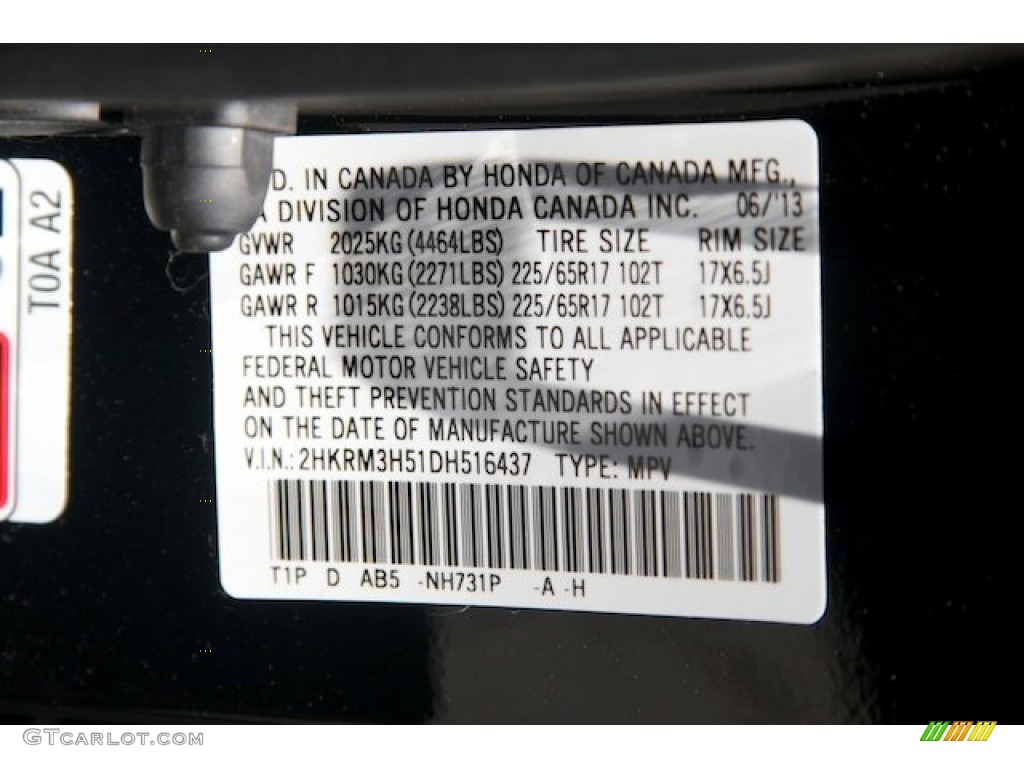 D. IN CANADA BY HONDA OF CANADA MFG.,
A DIVISION OF HONDA CANADA INC. 06/'13
GVWR 2025KG(4464LBS) TIRE SIZE RIM SIZE
GAWR F 1030KG(2271LBS) 225/65R17 102T 17X6.5J
GAWR R 1015KG(2238LBS) 225/65R17 102T 17X6.5J
THIS VEHICLE CONFORMS TO ALL APPLICABLE
FEDERAL MOTOR VEHICLE SAFETY
AND THEFT PREVENTION STANDARDS IN EFFECT
ON THE DATE OF MANUFACTURE SHOWN ABOVE.
V.I.N.: 2HKRM3H51DH516437 TYPE: MPV
T1P D AB5 -NH731P -A -H
T0A A2
GTcarlot.com